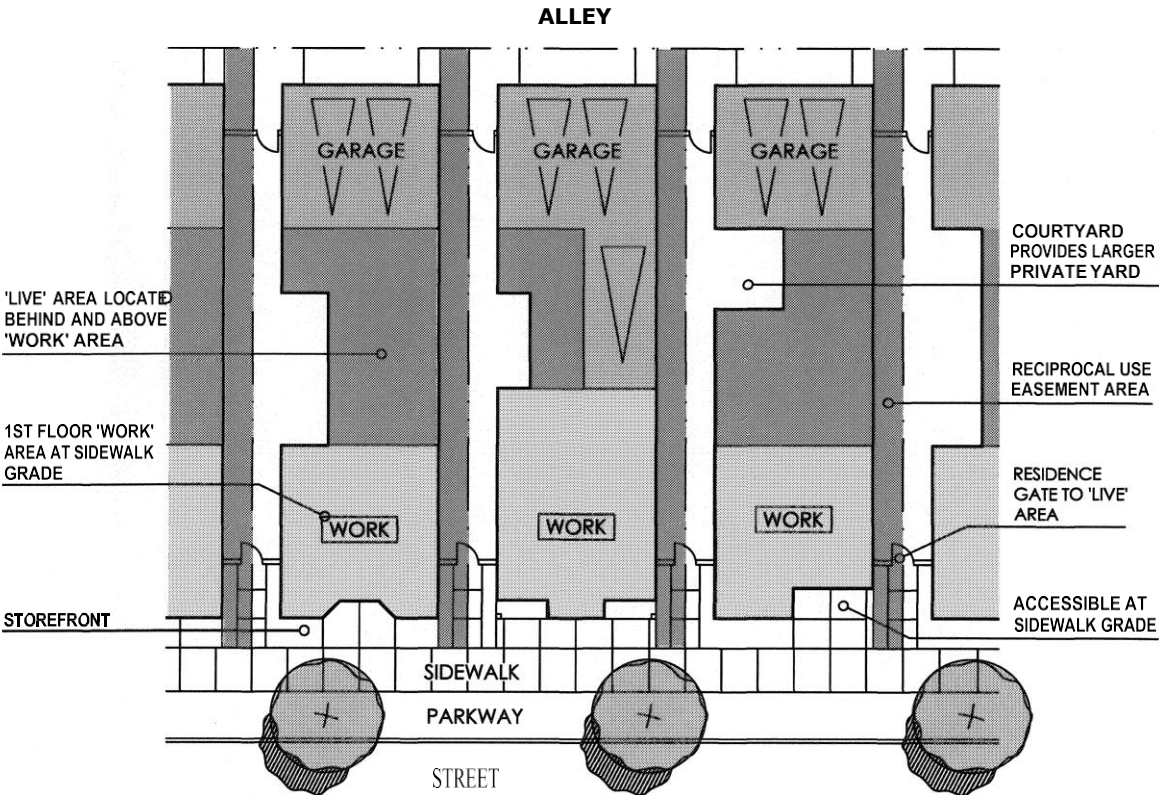 ALLEY
GARAGE
GARAGE
GARAGE
COURTYARD
PROVIDES LARGER
PRIVATE YARD
'LIVE' AREA LOCATED
BEHIND AND ABOVE
'WORK' AREA
RECIPROCAL USE
EASEMENT AREA
1ST FLOOR 'WORK'
AREA AT SIDEWALK
GRADE
RESIDENCE
GATE TO 'LIVE'
AREA
WORK
WORK
WORK
STOREFRONT
ACCESSIBLE AT
SIDEWALK GRADE
SIDEWALK
PARKWAY
STREET